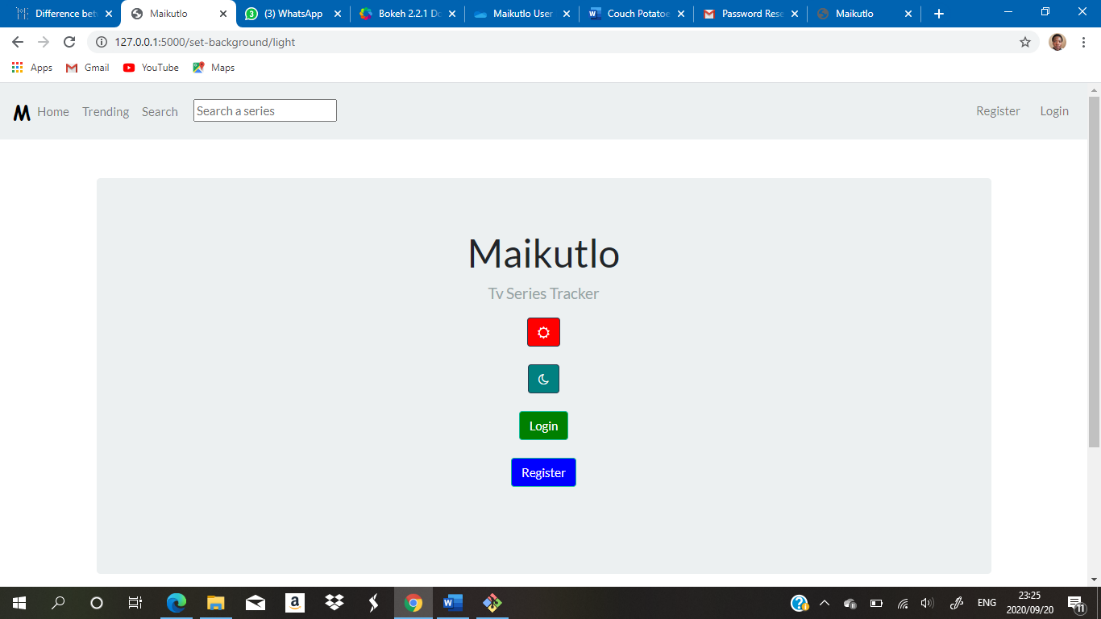 Difference bet
Maikutlo
(3) WhatsApp
Bokeh 2.2.1 Do
Maikutlo User
Couch Potatoe
Password Rese
Maikutlo
127.0.0.1:5000/set-background/light
Apps
Gmail
YouTube
Maps
M
Home
Trending
Search
Search a series
Register
Login
Maikutlo
Tv Series Tracker
Login
Register
ENG
23:25
2020/09/20
11